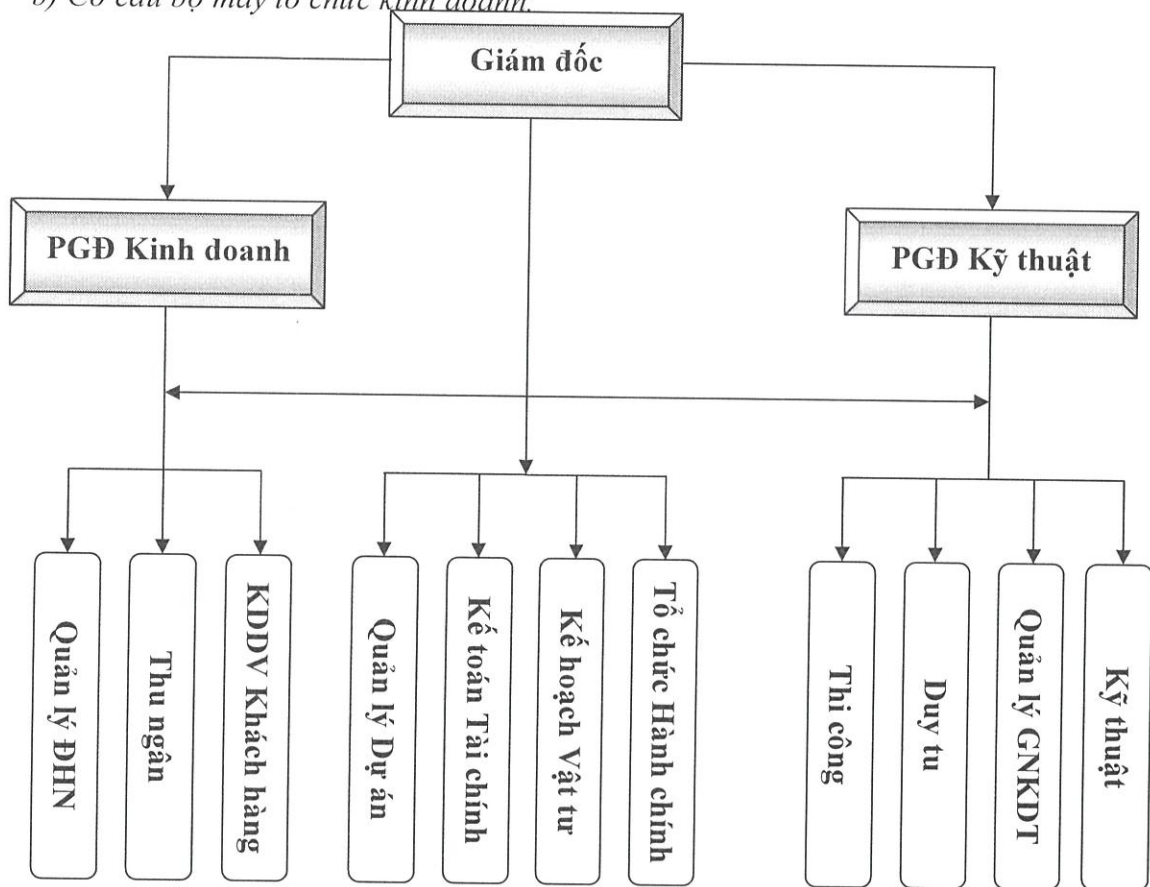 b) Cơ cấu bộ máy tổ chức kinh doanh.
Giám đốc
PGĐ Kinh doanh
PGĐ Kỹ thuật
Quản lý ĐHN
Thu ngân
KDDV Khách hàng
Quản lý Dự án
Kế toán Tài chính
Kế hoạch Vật tư
Tổ chức Hành chính
Thi công
Duy tu
Quản lý GNKDT
Kỹ thuật